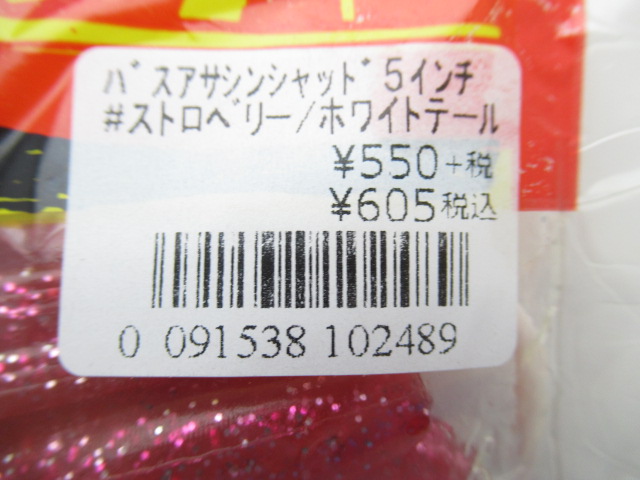 バスアサシンシャッド5インチ
#ストロベリー/ホワイトテール
¥550+税
¥605税込
0 091538 102489